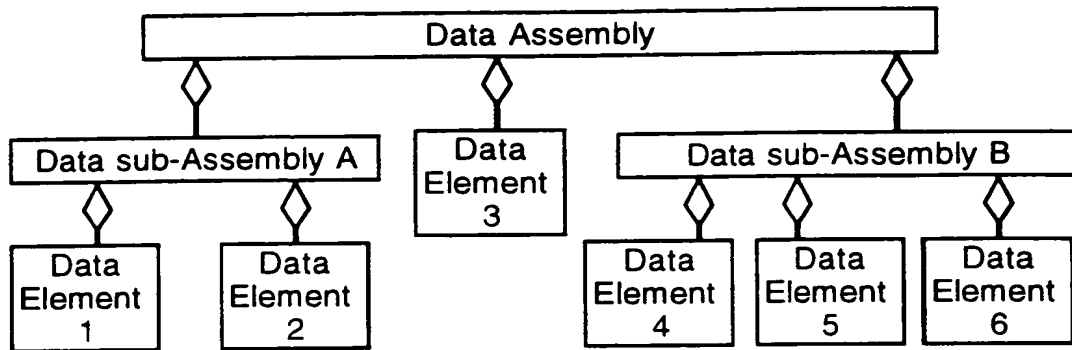 Data Assembly
Data sub-Assembly A
Data
Element
3
Data sub-Assembly B
Data
Element
1
Data
Element
2
Data
Element
4
Data
Element
5
Data
Element
6